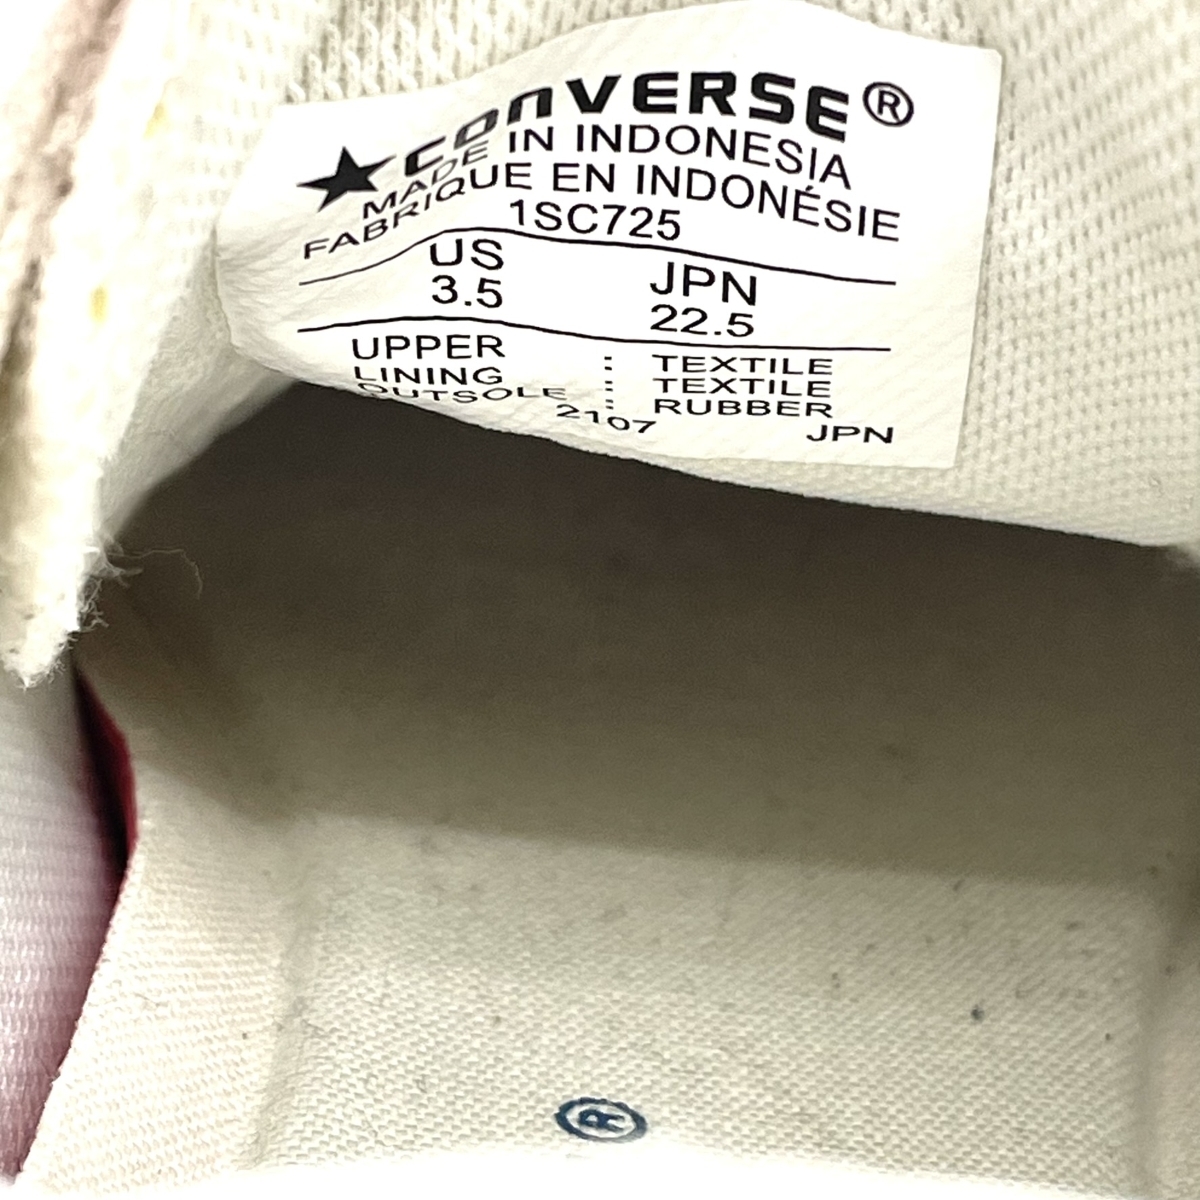 ★CONVERSE®
MADE IN INDONESIA
FABRIQUE EN INDONÉSIE
1SC725
US JPN
3.5 22.5
UPPER : TEXTILE
LINING : TEXTILE
OUTSOLE : RUBBER
2107 JPN
®